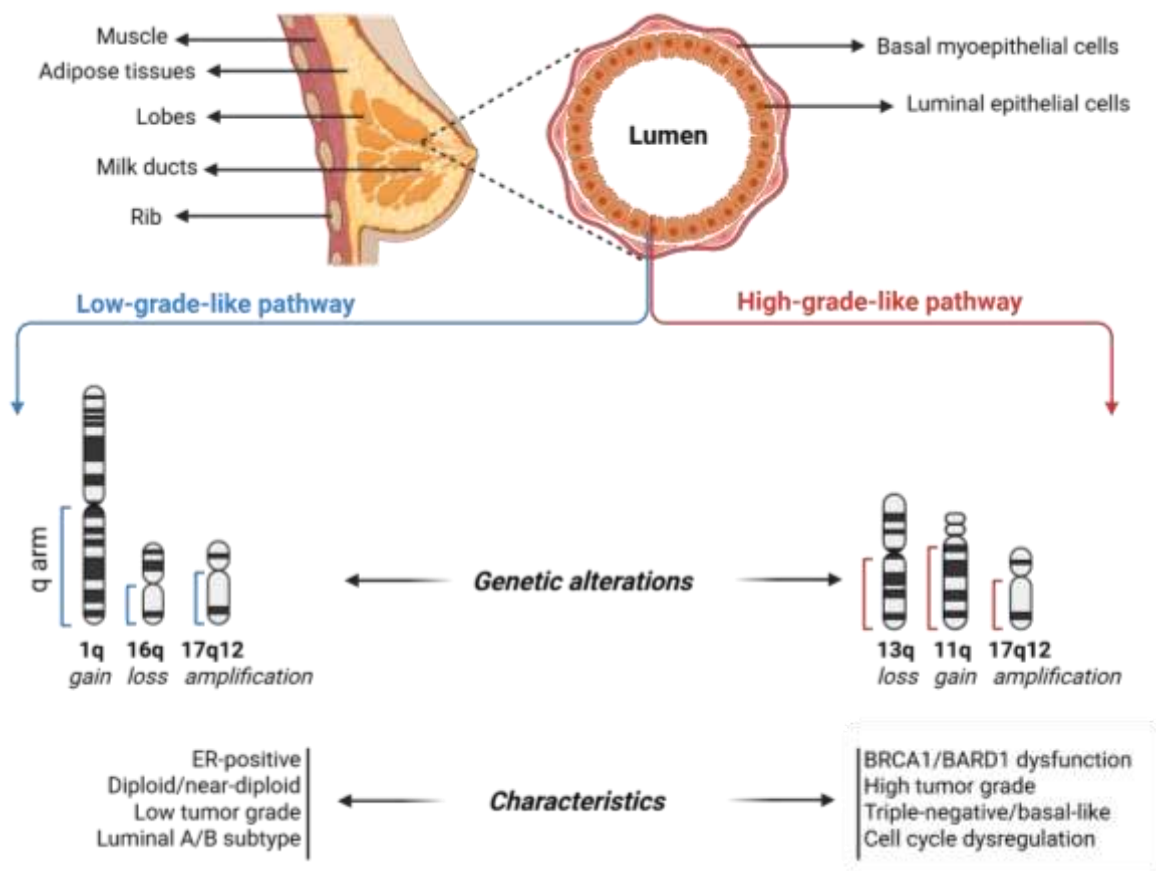 Muscle
Adipose tissues
Lobes
Milk ducts
Rib
Lumen
Basal myoepithelial cells
Luminal epithelial cells
Low-grade-like pathway
High-grade-like pathway
q arm
Genetic alterations
1q 16q 17q12
gain loss amplification
13q 11q 17q12
loss gain amplification
ER-positive
Diploid/near-diploid
Low tumor grade
Luminal A/B subtype
Characteristics
BRCA1/BARD1 dysfunction
High tumor grade
Triple-negative/basal-like
Cell cycle dysregulation